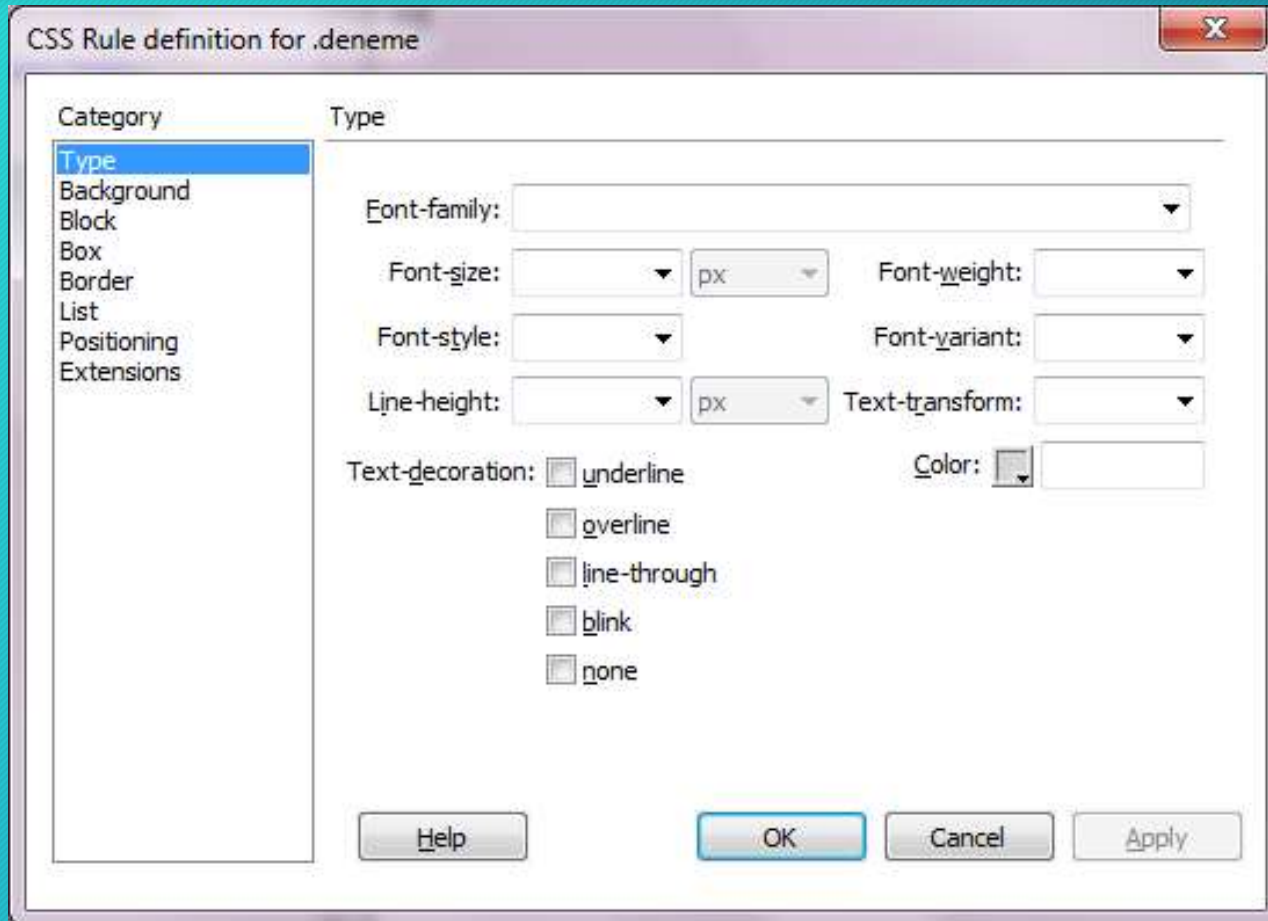 CSS Rule definition for .deneme
Category
Type
Background
Block
Box
Border
List
Positioning
Extensions
Type
Font-family:
Font-size: px Font-weight:
Font-style: Font-variant:
Line-height: px Text-transform:
Text-decoration: underline Color:
overline
line-through
blink
none
Help OK Cancel Apply